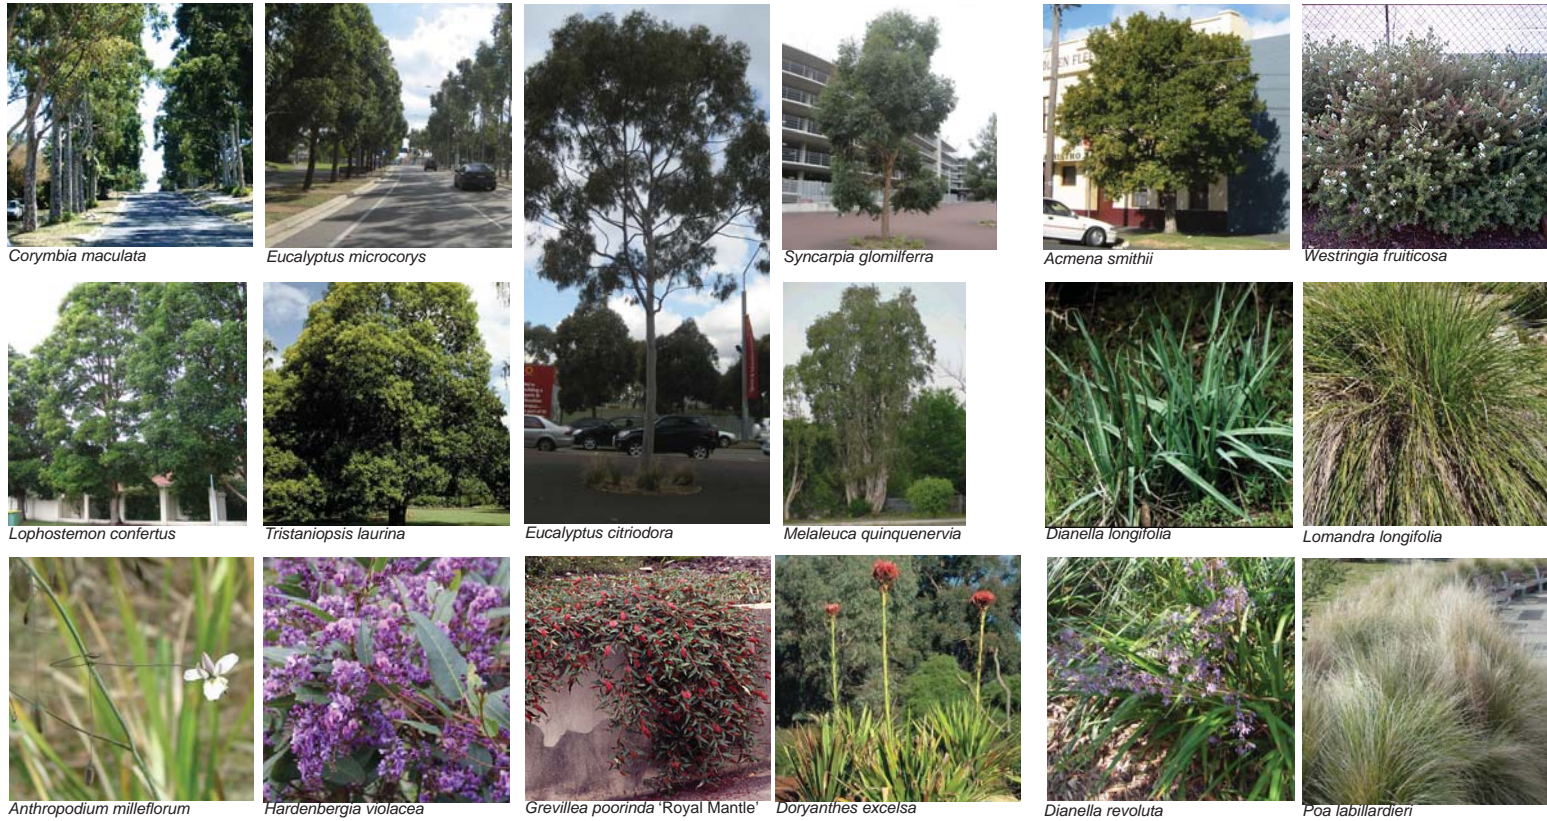 Corymbia maculata
Eucalyptus microcorys
Syncarpia glomilferra
Acmena smithii
Westringia fruiticosa
Lophostemon confertus
Tristaniopsis laurina
Eucalyptus citriodora
Melaleuca quinquenervia
Dianella longifolia
Lomandra longifolia
Anthropodium milleflorum
Hardenbergia violacea
Grevillea poorinda ‘Royal Mantle’
Doryanthes excelsa
Dianella revoluta
Poa labillardieri